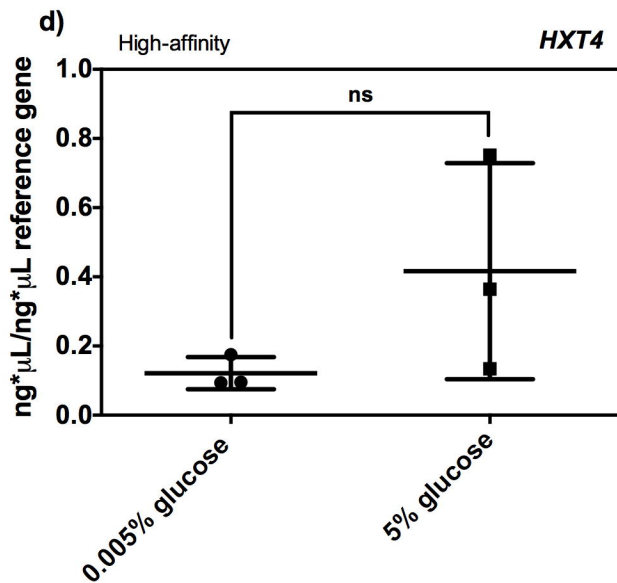 d)
High-affinity
HXT4
ns
ng*μL/ng*μL reference gene
1.0
0.8
0.6
0.4
0.2
0.0
0.005% glucose
5% glucose